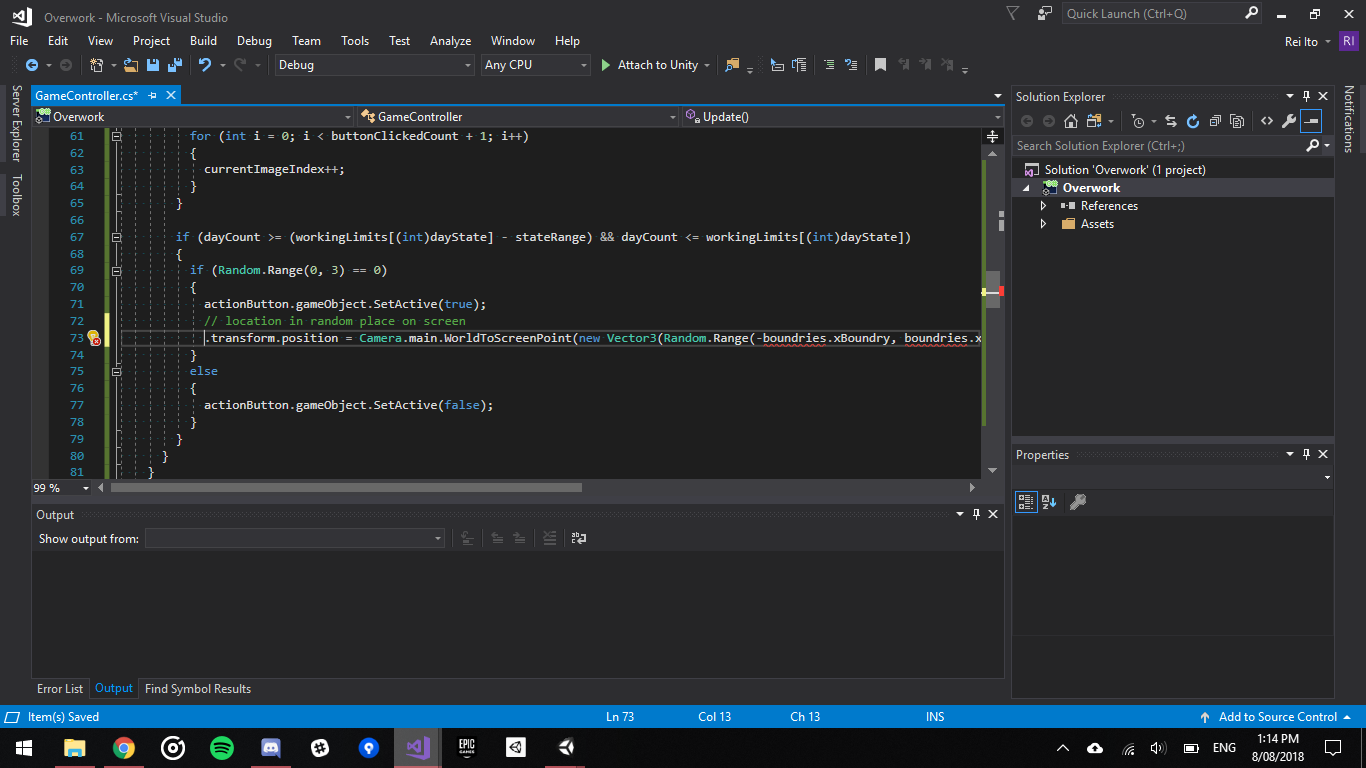 Overwork - Microsoft Visual Studio
Quick Launch (Ctrl+Q)
File Edit View Project Build Debug Team Tools Test Analyze Window Help
Rei Ito RI
Debug Any CPU Attach to Unity
Server Explorer
Toolbox
GameController.cs*
Overwork GameController Update()
61 for (int i = 0; i < buttonClickedCount + 1; i++)
62 {
63 currentImageIndex++;
64 }
65 }
66
67 if (dayCount >= (workingLimits[(int)dayState] - stateRange) && dayCount <= workingLimits[(int)dayState])
68 {
69 if (Random.Range(0, 3) == 0)
70 {
71 actionButton.gameObject.SetActive(true);
72 // location in random place on screen
73 .transform.position = Camera.main.WorldToScreenPoint(new Vector3(Random.Range(-boundries.xBoundry, boundries.x
74 }
75 else
76 {
77 actionButton.gameObject.SetActive(false);
78 }
79 }
80 }
81 }
99 %
Output
Show output from:
Error List Output Find Symbol Results
Solution Explorer
Search Solution Explorer (Ctrl+;)
Solution 'Overwork' (1 project)
Overwork
References
Assets
Properties
Notifications
Item(s) Saved Ln 73 Col 13 Ch 13 INS Add to Source Control
EPIC GAMES
ENG
1:14 PM
8/08/2018